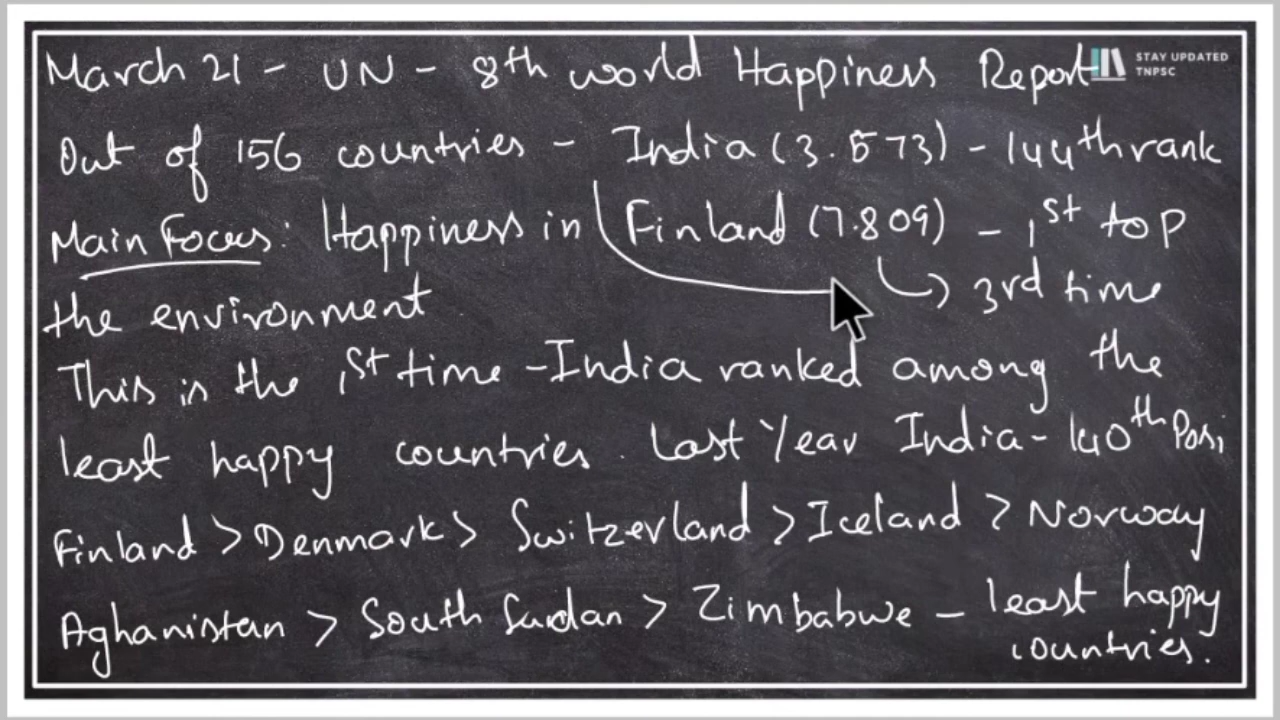 March 21 - UN - 8th world Happiness Report
STAY UPDATED
TNPSC
Out of 156 countries - India (3.573) - 144th rank
Main Focus: Happiness in
the environment
Finland (7.809) - 1st top
3rd time
This is the 1st time - India ranked among the
least happy countries. Last Year India - 140th Posi
Finland > Denmark > Switzerland > Iceland > Norway
Aghanistan > South Sudan > Zimbabwe - least happy
countries.